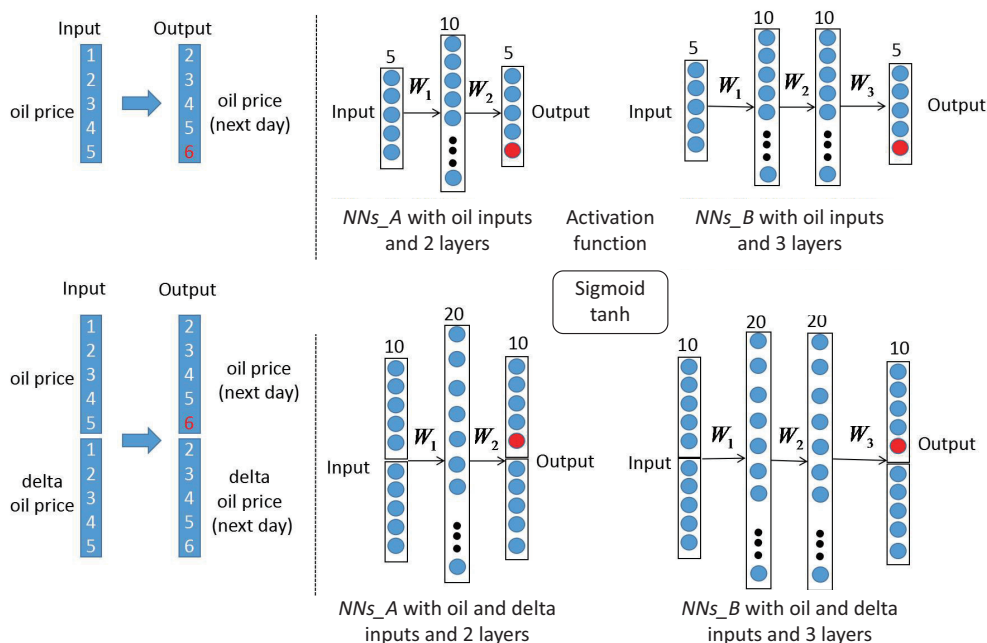 Input
Output
1
2
3
4
5
oil price
2
3
4
5
6
oil price
(next day)
5
10
5
Input
W1
W2
Output
NNs_A with oil inputs
and 2 layers
Activation
function
Sigmoid
tanh
10
10
5
5
Input
W1
W2
W3
Output
NNs_B with oil inputs
and 3 layers
Input
Output
1
2
3
4
5
oil price
1
2
3
4
5
delta
oil price
2
3
4
5
6
oil price
(next day)
2
3
4
5
6
delta
oil price
(next day)
10
20
10
Input
W1
W2
Output
NNs_A with oil and delta
inputs and 2 layers
10
20
20
10
Input
W1
W2
W3
Output
NNs_B with oil and delta
inputs and 3 layers